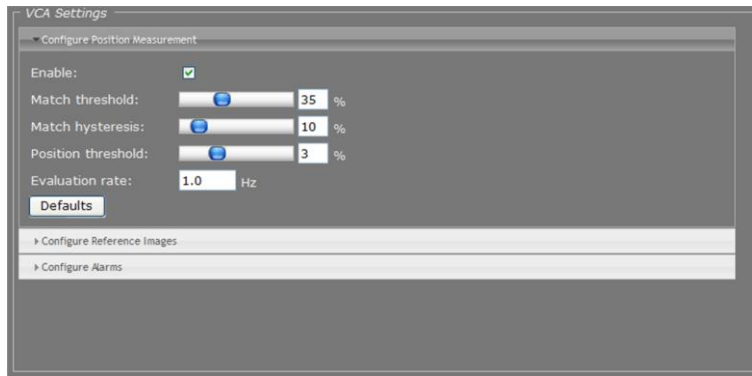 VCA Settings
Configure Position Measurement
Enable:
Match threshold: 35 %
Match hysteresis: 10 %
Position threshold: 3 %
Evaluation rate: 1.0 Hz
Defaults
Configure Reference Images
Configure Alarms